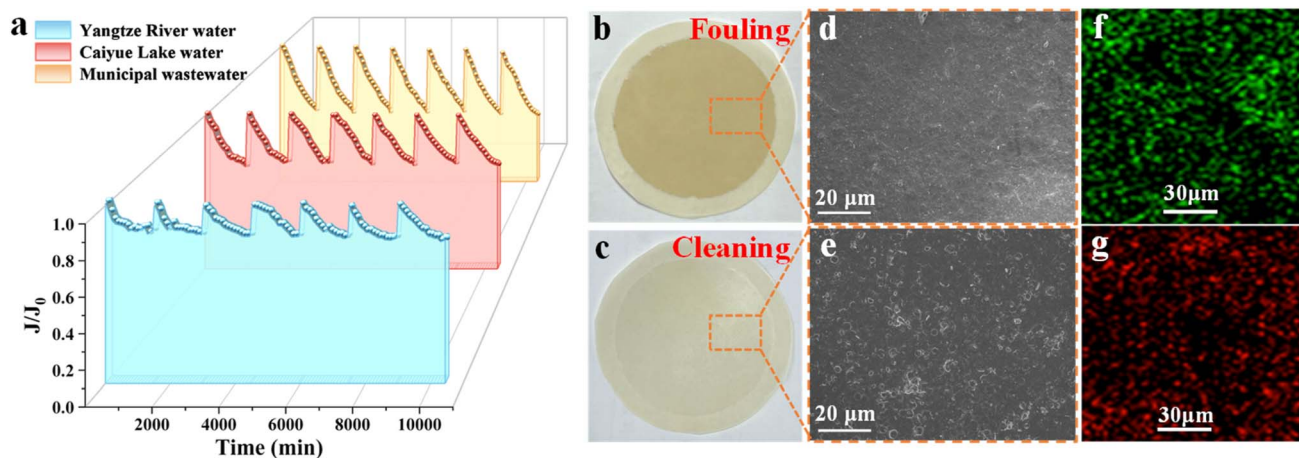 a
Yangtze River water
Caiyue Lake water
Municipal wastewater
1.0
0.8
0.6
0.4
0.2
0.0
J/J₀
2000 4000 6000 8000 10000
Time (min)
b
Fouling
c
Cleaning
d
20 μm
e
20 μm
f
30μm
g
30μm